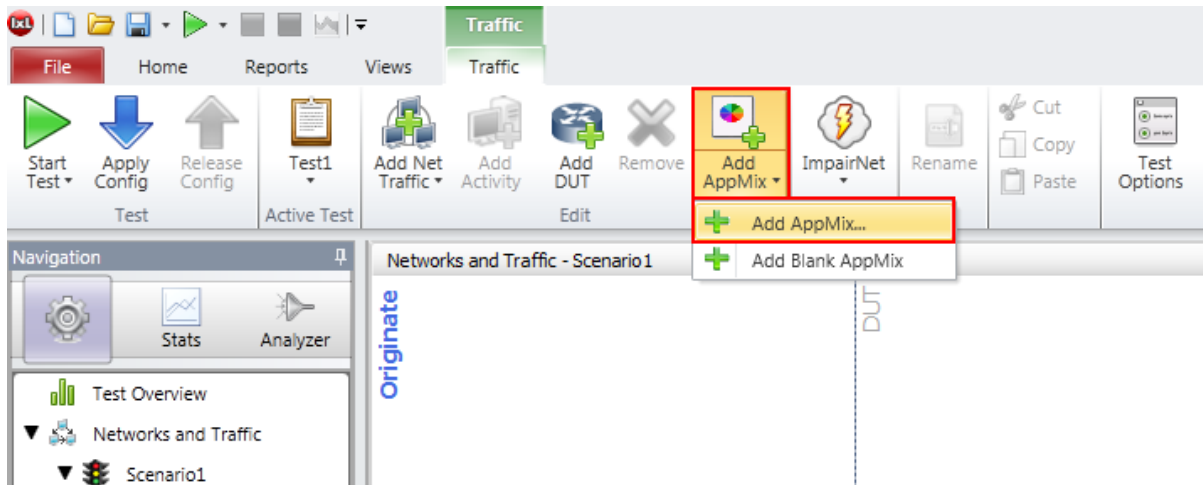 IxL
Traffic
File Home Reports Views Traffic
Start Test Apply Config Release Config Test1 Add Net Traffic Add Activity Add DUT Remove Add AppMix ImpairNet Rename Cut Copy Paste Test Options
Test Active Test Edit
Add AppMix...
Add Blank AppMix
Navigation
Networks and Traffic - Scenario1
Stats Analyzer
Originate
DUT
Test Overview
Networks and Traffic
Scenario1